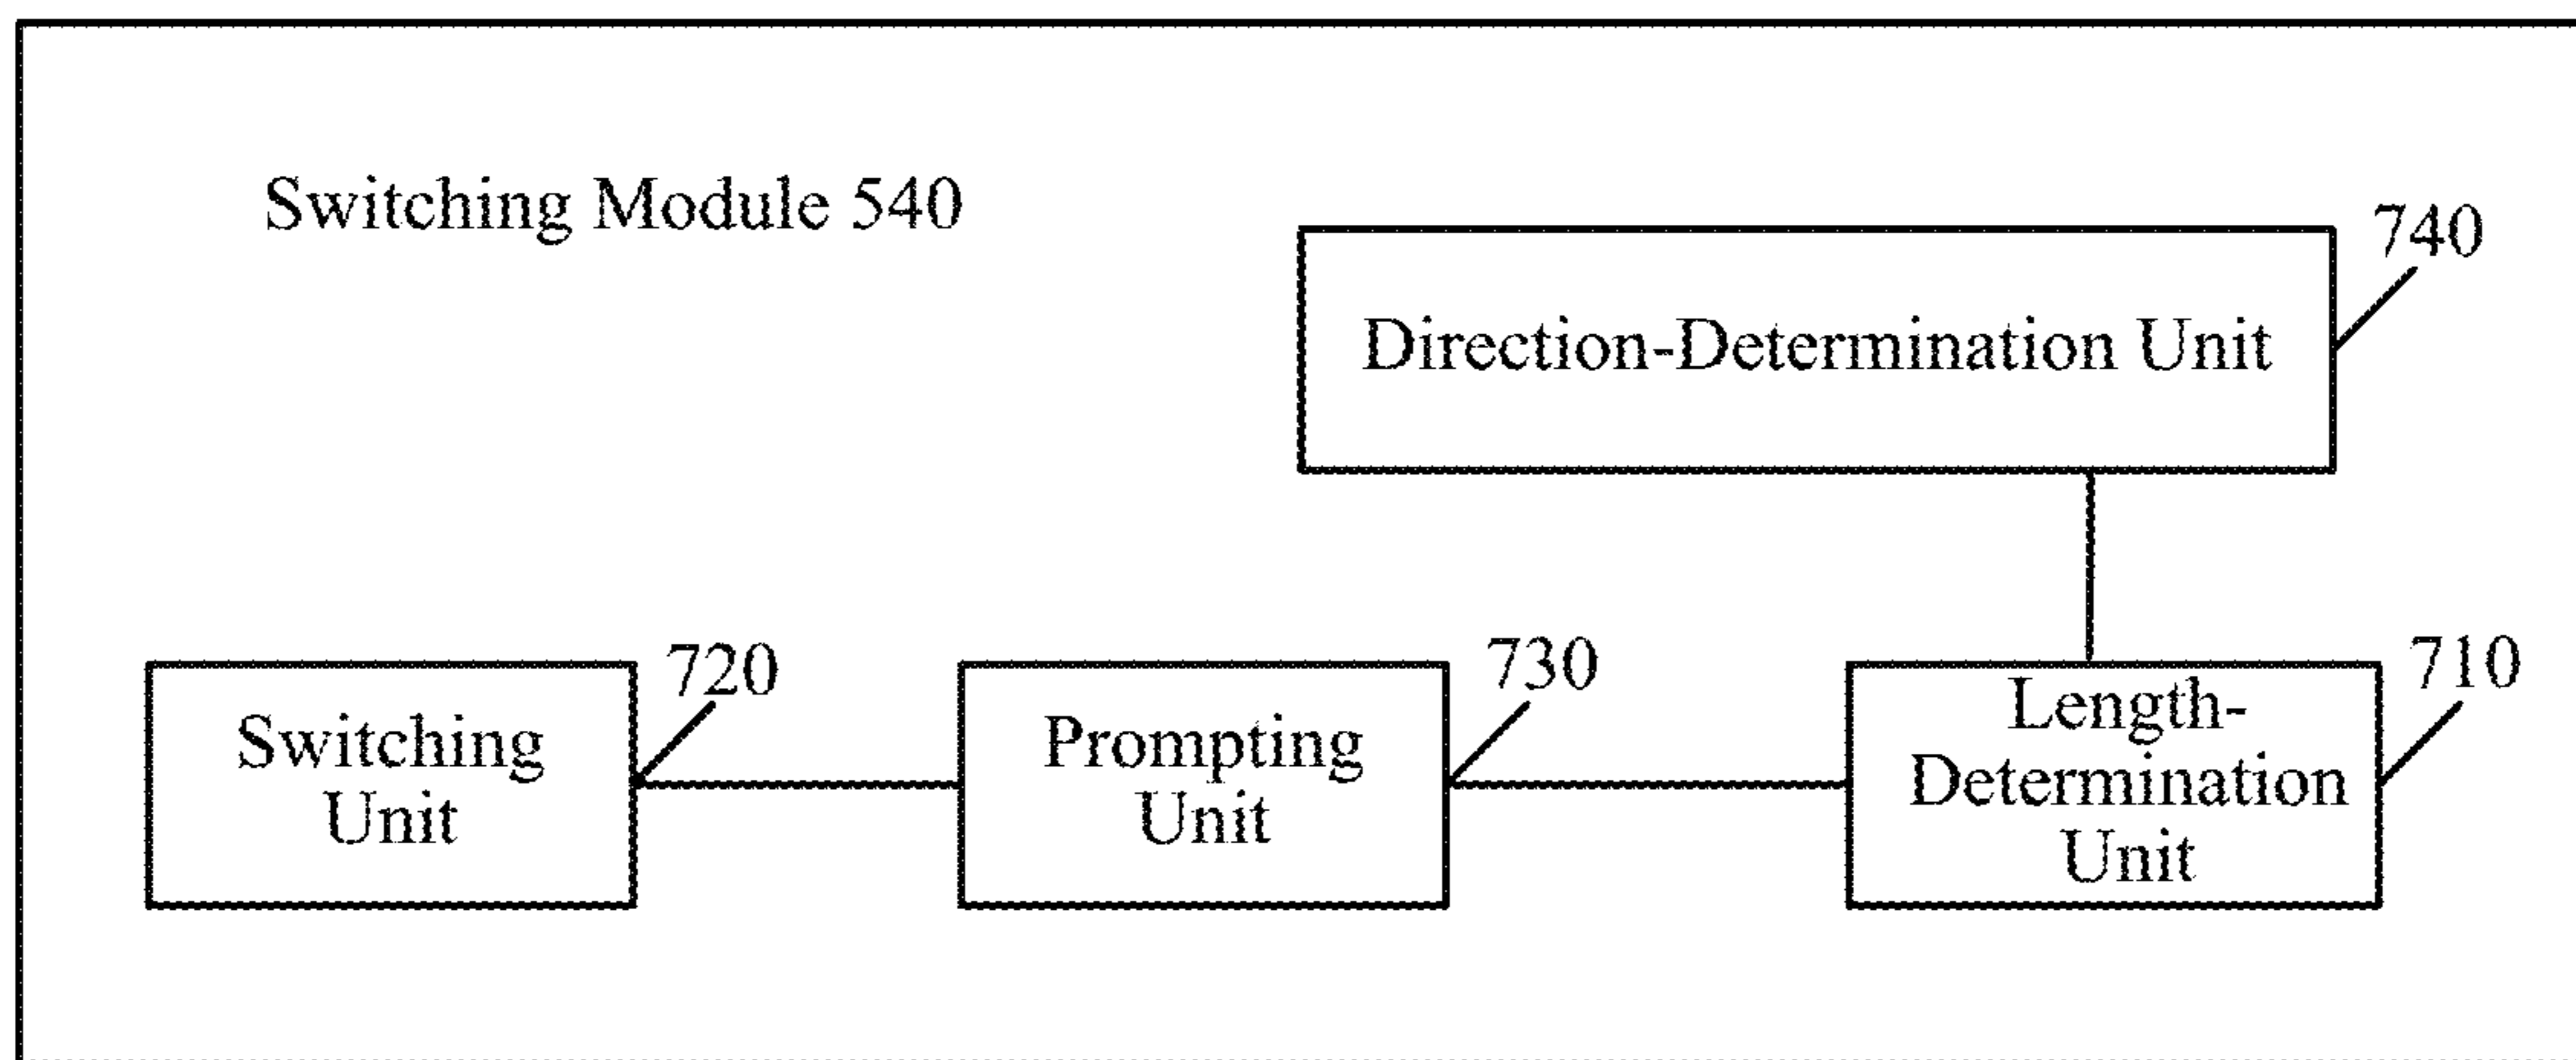 Switching Module 540
740
Direction-Determination Unit
720
Switching
Unit
730
Prompting
Unit
710
Length-
Determination
Unit